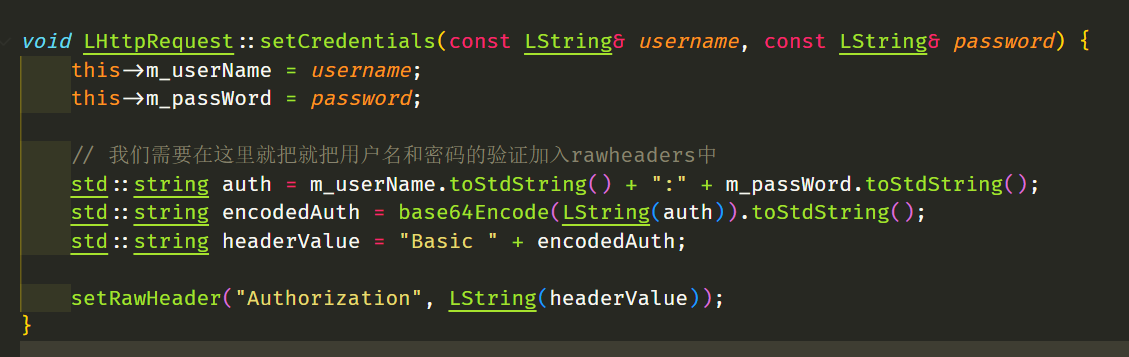 void LHttpRequest::setCredentials(const LString& username, const LString& password) {
this->m_userName = username;
this->m_passWord = password;
// 我们需要在这里就把就把用户名和密码的验证加入rawheaders中
std::string auth = m_userName.toStdString() + ":" + m_passWord.toStdString();
std::string encodedAuth = base64Encode(LString(auth)).toStdString();
std::string headerValue = "Basic " + encodedAuth;
setRawHeader("Authorization", LString(headerValue));
}